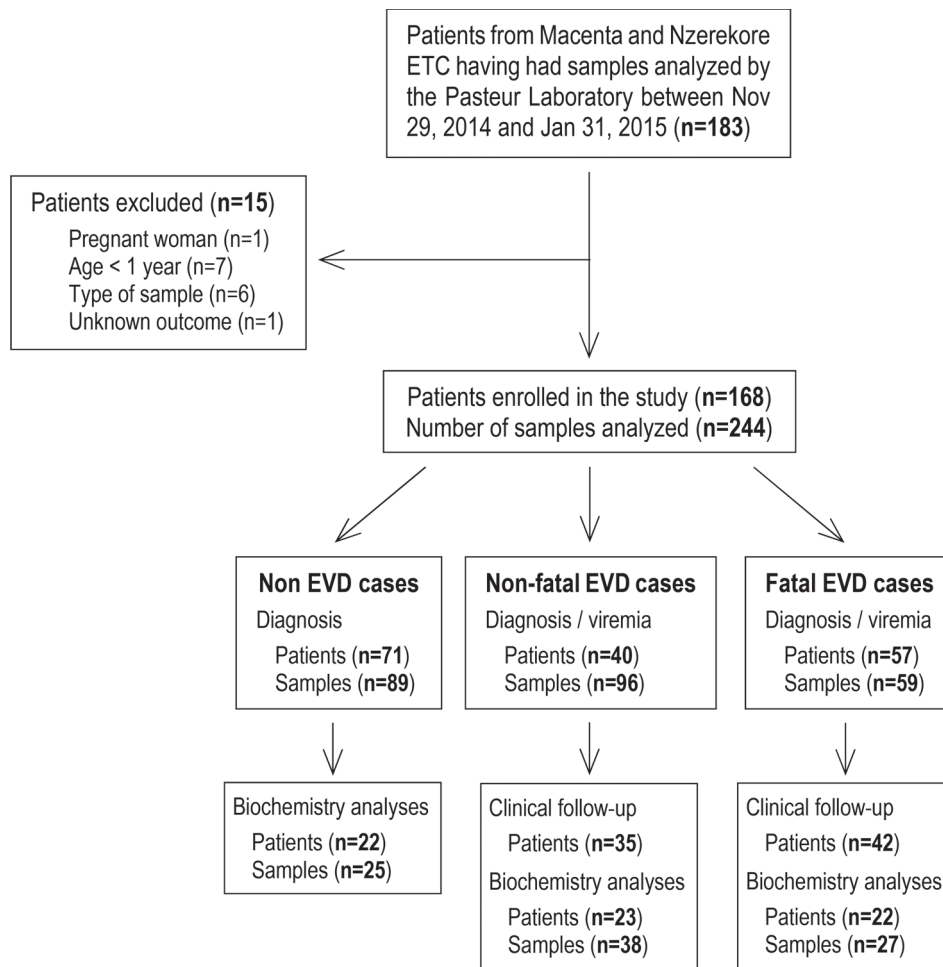 Patients from Macenta and Nzerekore
ETC having had samples analyzed by
the Pasteur Laboratory between Nov
29, 2014 and Jan 31, 2015 (n=183)
Patients excluded (n=15)
Pregnant woman (n=1)
Age < 1 year (n=7)
Type of sample (n=6)
Unknown outcome (n=1)
Patients enrolled in the study (n=168)
Number of samples analyzed (n=244)
Non EVD cases
Diagnosis
Patients (n=71)
Samples (n=89)
Non-fatal EVD cases
Diagnosis / viremia
Patients (n=40)
Samples (n=96)
Fatal EVD cases
Diagnosis / viremia
Patients (n=57)
Samples (n=59)
Biochemistry analyses
Patients (n=22)
Samples (n=25)
Clinical follow-up
Patients (n=35)
Biochemistry analyses
Patients (n=23)
Samples (n=38)
Clinical follow-up
Patients (n=42)
Biochemistry analyses
Patients (n=22)
Samples (n=27)